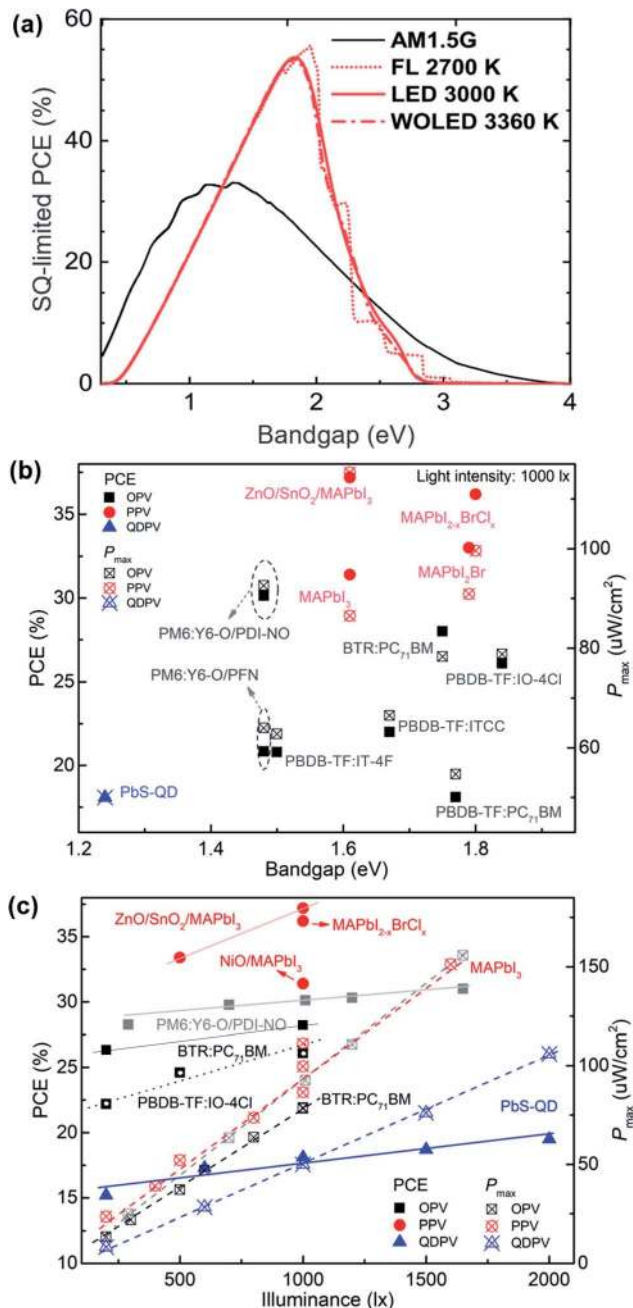 (a)
60
40
20
0
SQ-limited PCE (%)
AM1.5G
FL 2700 K
LED 3000 K
WOLED 3360 K
1 2 3 4
Bandgap (eV)
(b)
PCE
OPV
PPV
QDPV
Pmax
OPV
PPV
QDPV
Light intensity: 1000 lx
ZnO/SnO2/MAPbI3
MAPbI2-xBrClx
MAPbI3
MAPbI2Br
PM6:Y6-O/PDI-NO
BTR:PC71BM
PBDB-TF:IO-4Cl
PM6:Y6-O/PFN
PBDB-TF:ITCC
PBDB-TF:IT-4F
PbS-QD
PBDB-TF:PC71BM
35
30
25
20
PCE (%)
100
80
60
Pmax (uW/cm2)
1.2 1.4 1.6 1.8
Bandgap (eV)
(c)
ZnO/SnO2/MAPbI3
MAPbI2-xBrClx
NiO/MAPbI3
MAPbI3
PM6:Y6-O/PDI-NO
BTR:PC71BM
PBDB-TF:IO-4Cl
BTR:PC71BM
PbS-QD
PCE
OPV
PPV
QDPV
Pmax
OPV
PPV
QDPV
35
30
25
20
15
10
PCE (%)
150
100
50
0
Pmax (uW/cm2)
500 1000 1500 2000
Illuminance (lx)